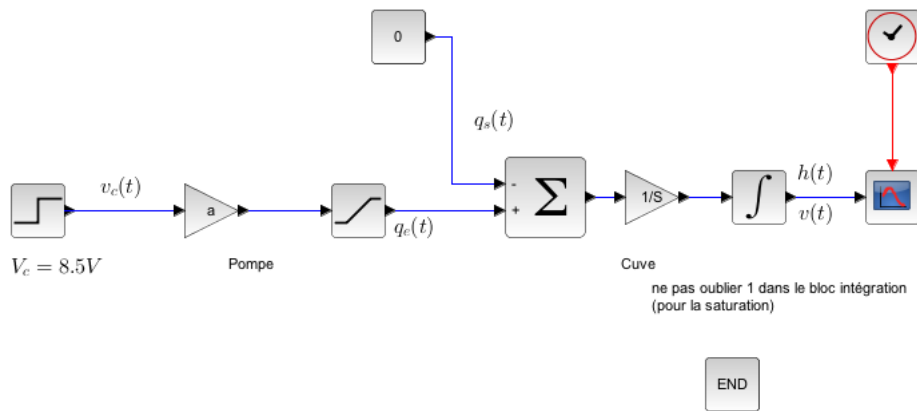 0
q_s(t)
v_c(t)
h(t)
a
-
+
Σ
1/S
∫
q_e(t)
v(t)
V_c = 8.5V
Pompe
Cuve
ne pas oublier 1 dans le bloc intégration
(pour la saturation)
END